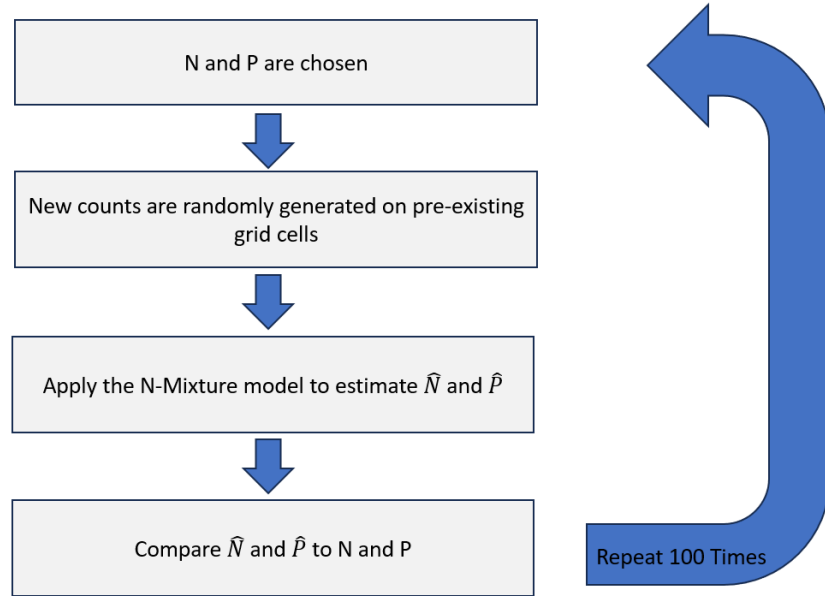 N and P are chosen
New counts are randomly generated on pre-existing
grid cells
Apply the N-Mixture model to estimate N̂ and P̂
Compare N̂ and P̂ to N and P
Repeat 100 Times